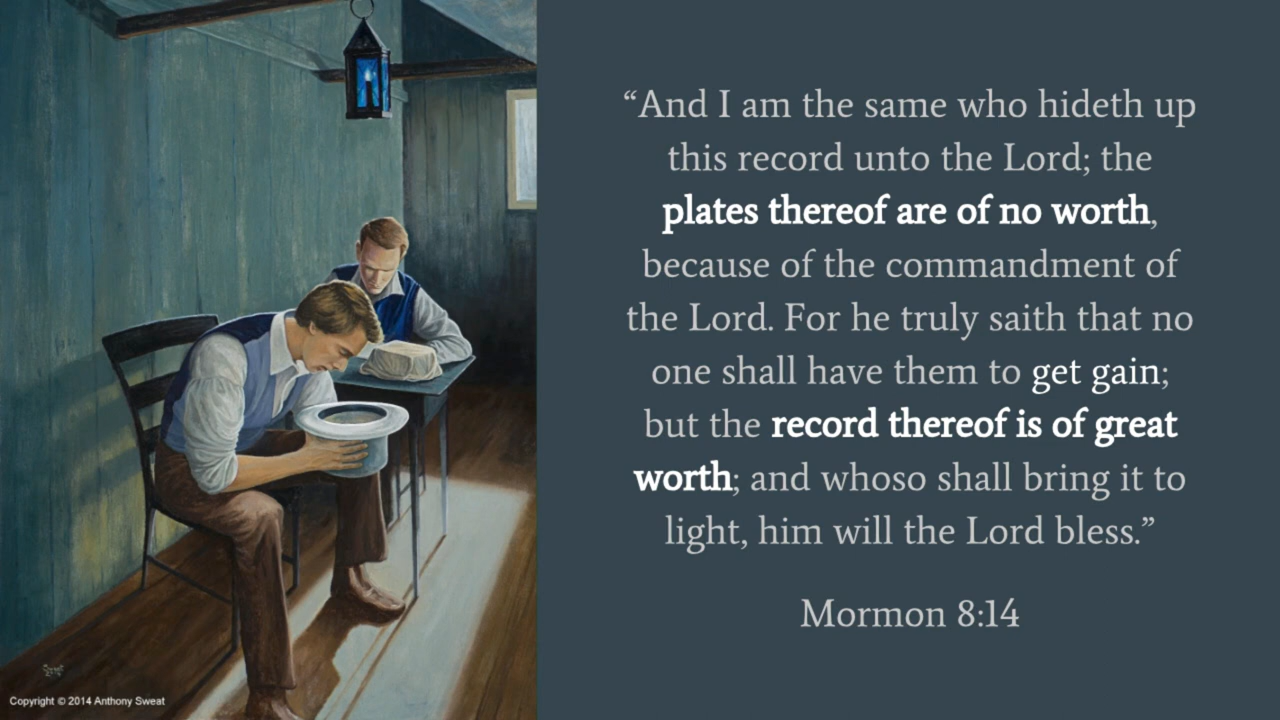 “And I am the same who hideth up
this record unto the Lord; the
plates thereof are of no worth,
because of the commandment of
the Lord. For he truly saith that no
one shall have them to get gain;
but the record thereof is of great
worth; and whoso shall bring it to
light, him will the Lord bless.”
Mormon 8:14
Copyright © 2014 Anthony Sweat